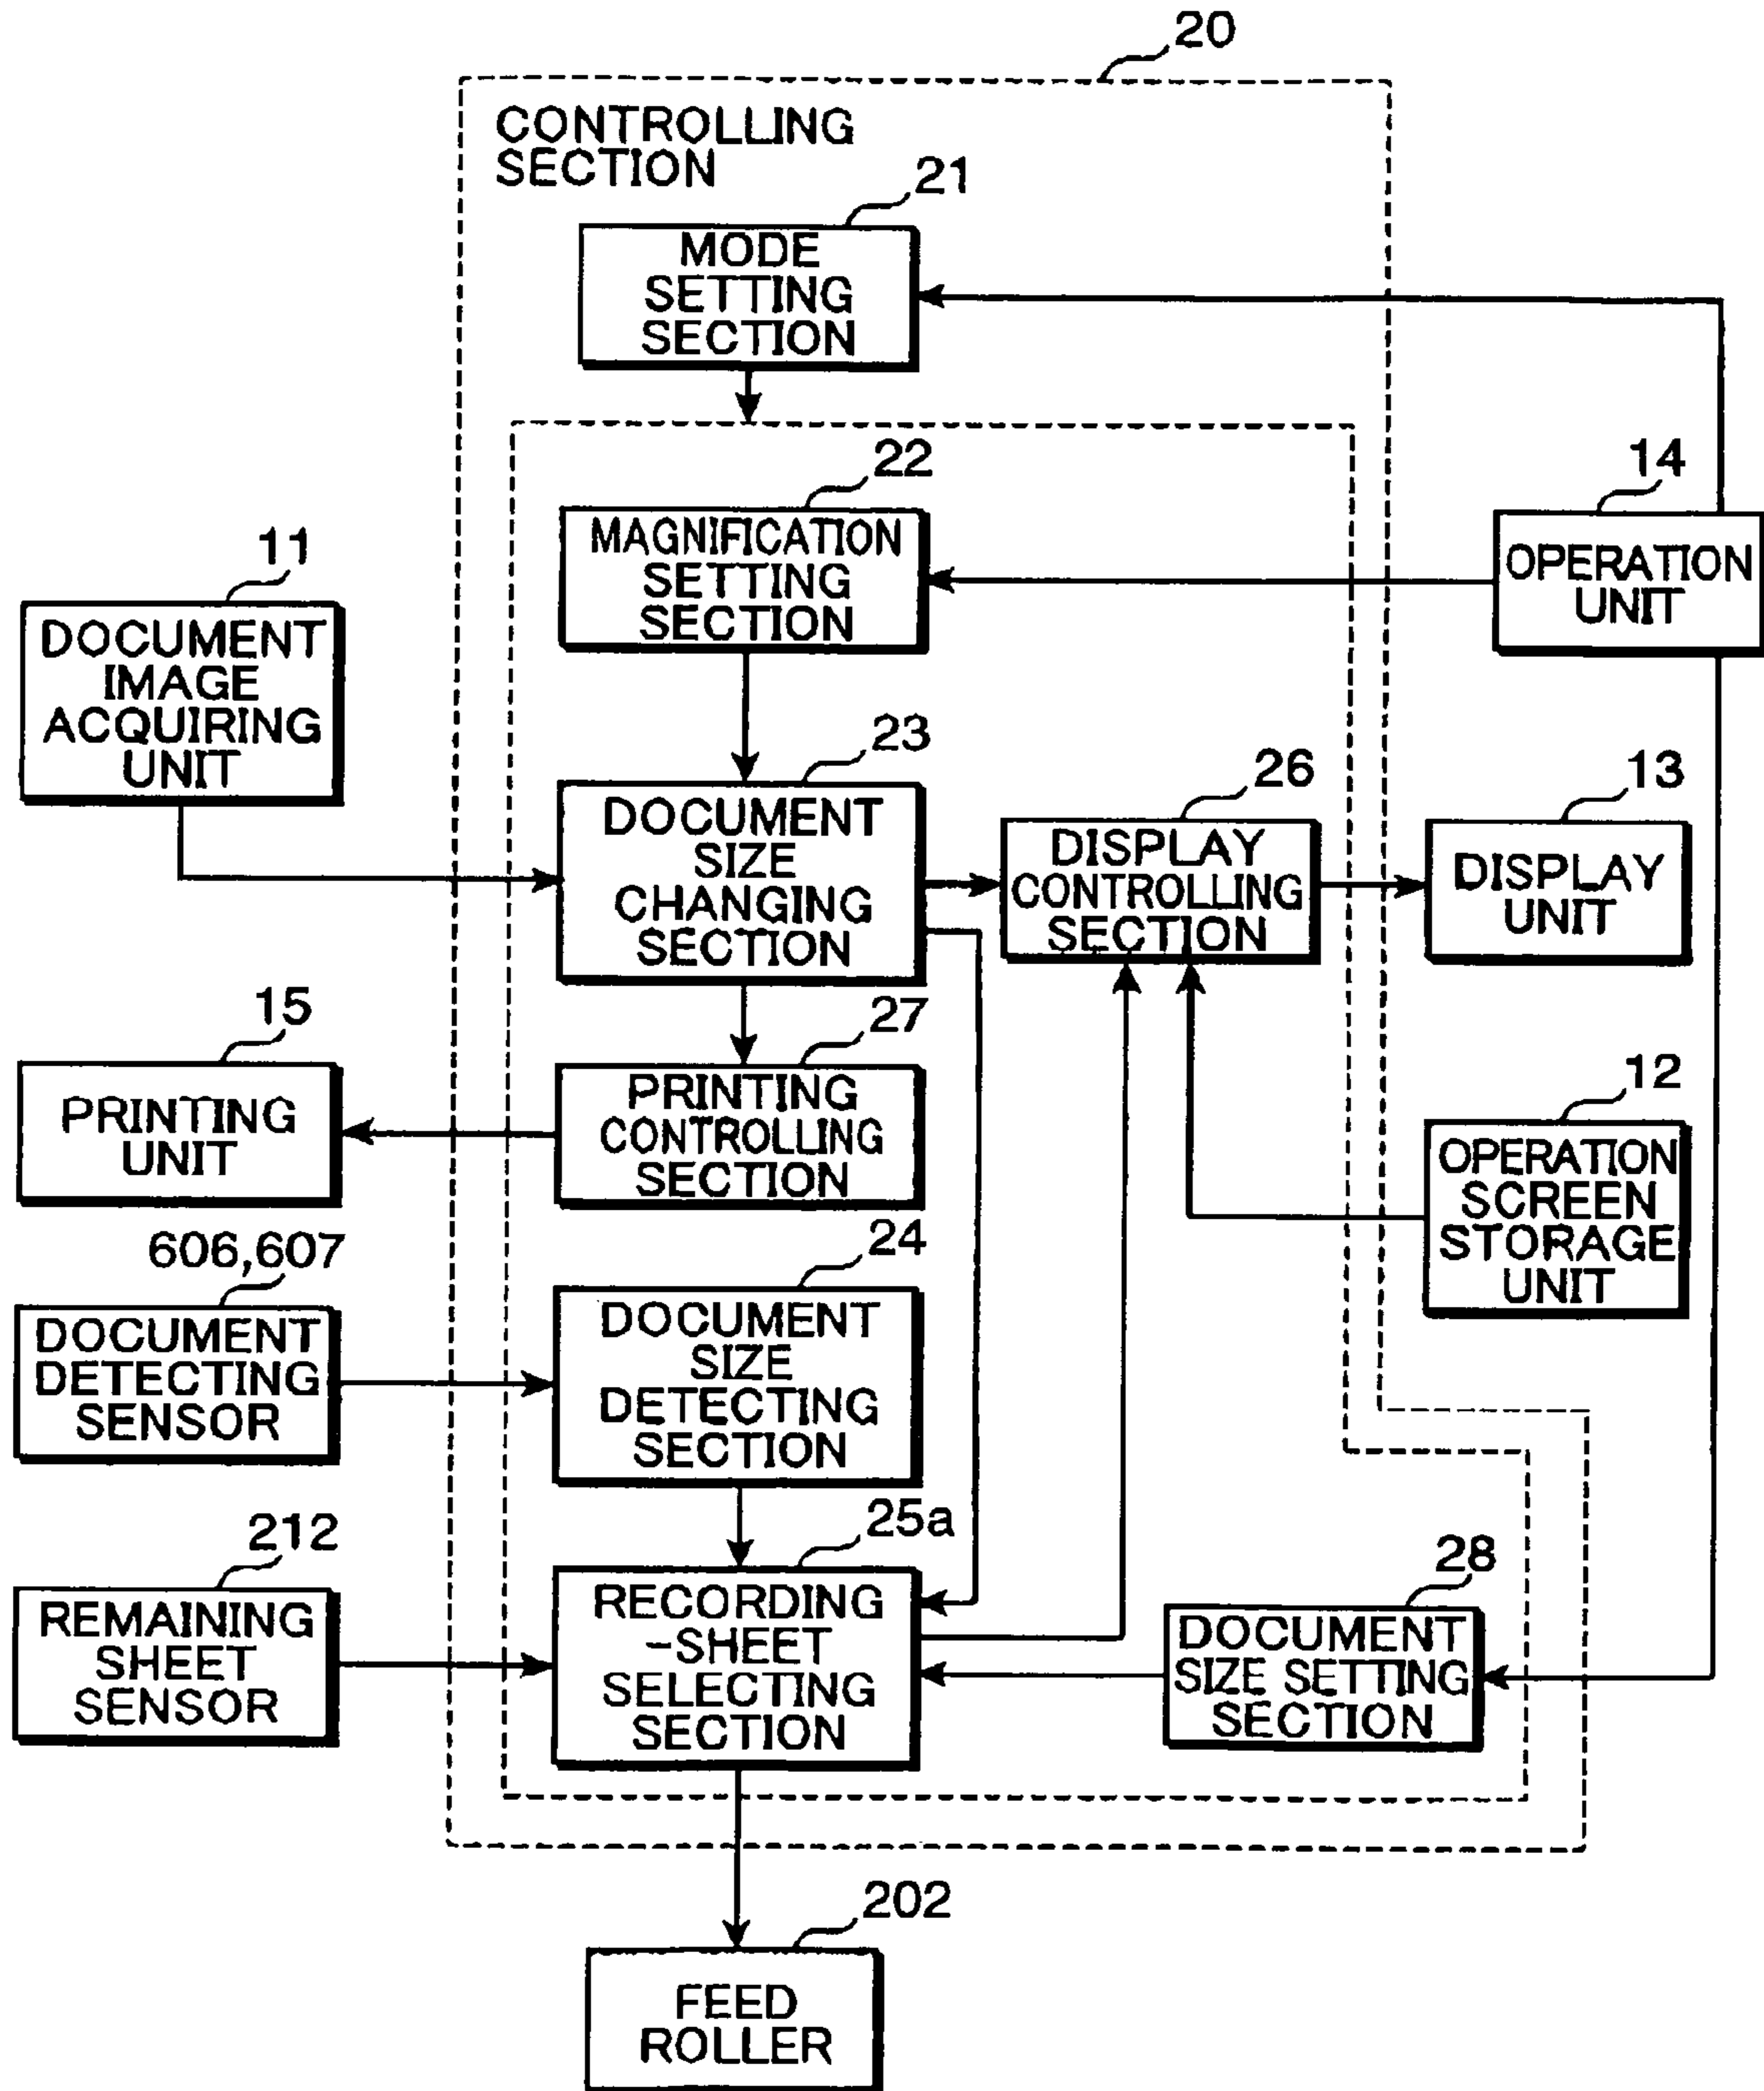 20
CONTROLLING
SECTION
21
MODE
SETTING
SECTION
22
MAGNIFICATION
SETTING
SECTION
14
OPERATION
UNIT
11
DOCUMENT
IMAGE
ACQUIRING
UNIT
23
DOCUMENT
SIZE
CHANGING
SECTION
26
DISPLAY
CONTROLLING
SECTION
13
DISPLAY
UNIT
15
PRINTING
UNIT
27
PRINTING
CONTROLLING
SECTION
12
OPERATION
SCREEN
STORAGE
UNIT
606,607
DOCUMENT
DETECTING
SENSOR
24
DOCUMENT
SIZE
DETECTING
SECTION
212
REMAINING
SHEET
SENSOR
25a
RECORDING
-SHEET
SELECTING
SECTION
28
DOCUMENT
SIZE SETTING
SECTION
202
FEED
ROLLER